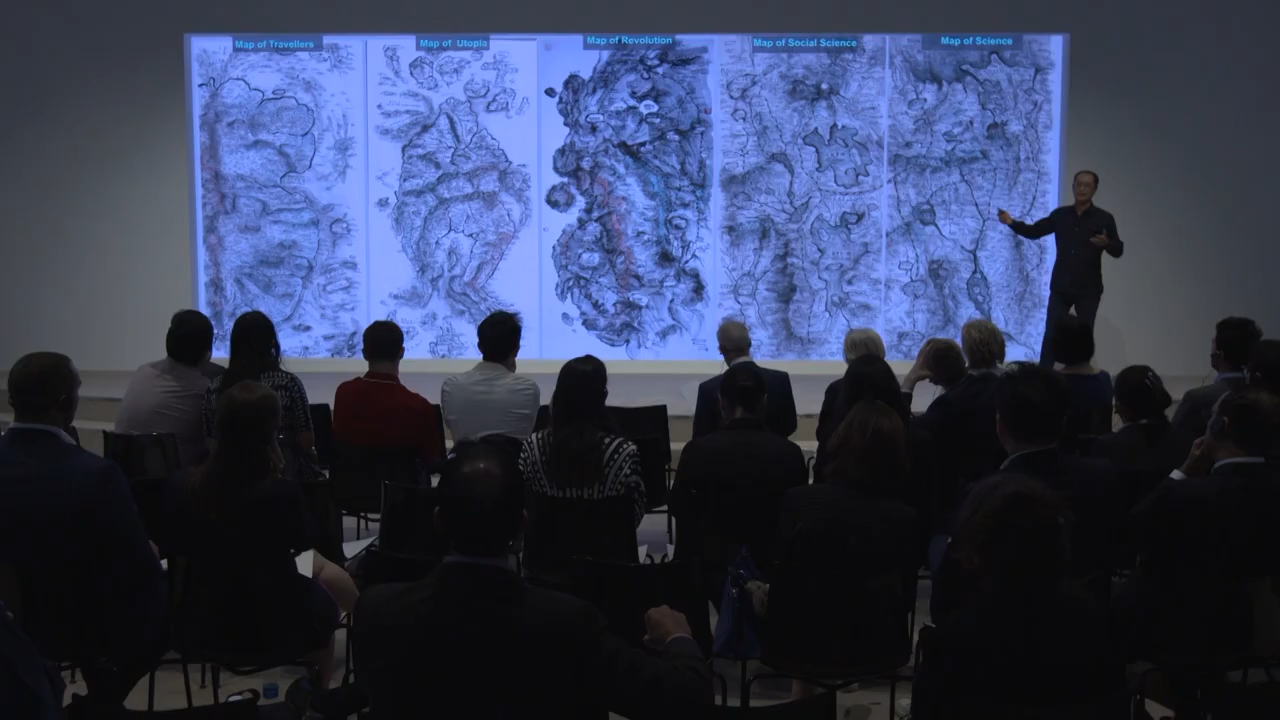 Map of Travellers
Map of Utopia
Map of Revolution
Map of Social Science
Map of Science